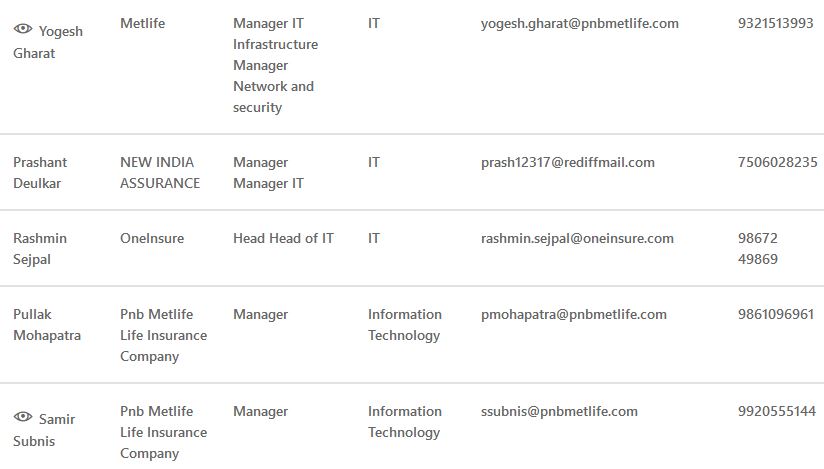 Yogesh Gharat Metlife Manager IT Infrastructure Manager Network and security IT yogesh.gharat@pnbmetlife.com 9321513993
Prashant Deulkar NEW INDIA ASSURANCE Manager Manager IT IT prash12317@rediffmail.com 7506028235
Rashmin Sejpal OneInsure Head Head of IT IT rashmin.sejpal@oneinsure.com 98672 49869
Pullak Mohapatra Pnb Metlife Life Insurance Company Manager Information Technology pmohapatra@pnbmetlife.com 9861096961
Samir Subnis Pnb Metlife Life Insurance Company Manager Information Technology ssubnis@pnbmetlife.com 9920555144